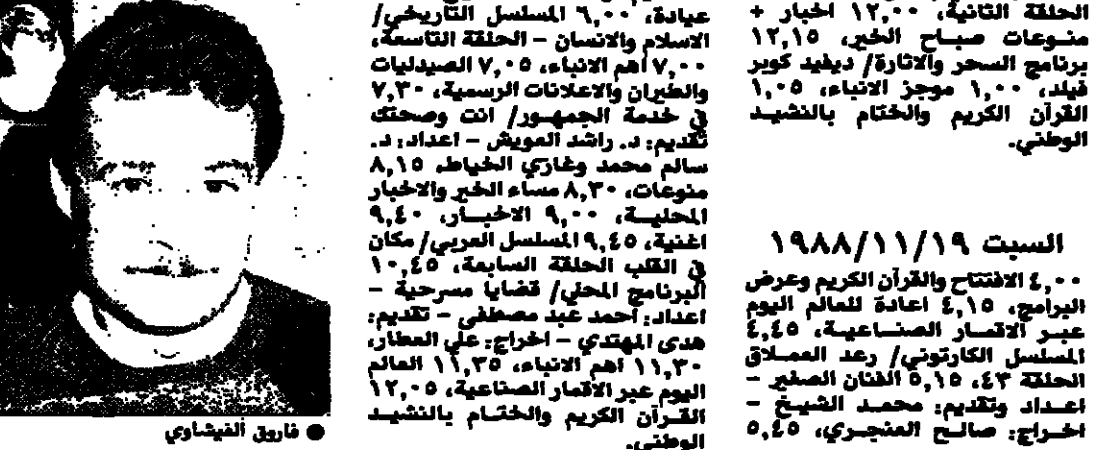 الحلقة الثانية، ١٢,٠٠ اخبار +
منوعات صباح الخير، ١٢,١٥
برنامج السحر والاثارة/ ديفيد كوبر
فيلد، ١,٠٠ موجز الانباء، ١,٠٥
القرآن الكريم والختام بالنشيد
الوطني.
السبت ١٩٨٨/١١/١٩
٤,٠٠ الافتتاح والقرآن الكريم وعرض
البرامج، ٤,١٥ اعادة للعالم اليوم
عبر الاقمار الصناعية، ٤,٤٥
المسلسل الكارتوني/ رعد العملاق
الحلقة ٤٣، ٥,١٥ الفنان الصغير -
اعداد وتقديم: محمد الشيخ -
اخراج: صالح العنجري، ٥,٤٥
عيادة، ٦,٠٠ المسلسل التاريخي/
الاسلام والانسان - الحلقة التاسعة،
٧,٠٠ اهم الانباء، ٧,٠٥ الصيدليات
والطيران والاعلانات الرسمية، ٧,٣٠
في خدمة الجمهور/ انت وصحتك
تقديم: د. راشد العويش - اعداد: د.
سالم محمد وغازي الخياط، ٨,١٥
منوعات، ٨,٣٠ مساء الخير والاخبار
المحلية، ٩,٠٠ الاخبار، ٩,٤٠
اغنية، ٩,٤٥ المسلسل العربي/ مكان
في القلب الحلقة السابعة، ١٠,٤٥
البرنامج المحلي/ قضايا مسرحية -
اعداد: احمد عبد مصطفى - تقديم:
هدى المهتدي - اخراج: علي العطار،
١١,٣٠ اهم الانباء، ١١,٣٥ العالم
اليوم عبر الاقمار الصناعية، ١٢,٠٥
القرآن الكريم والختام بالنشيد
الوطني.
● فاروق الفيشاوي